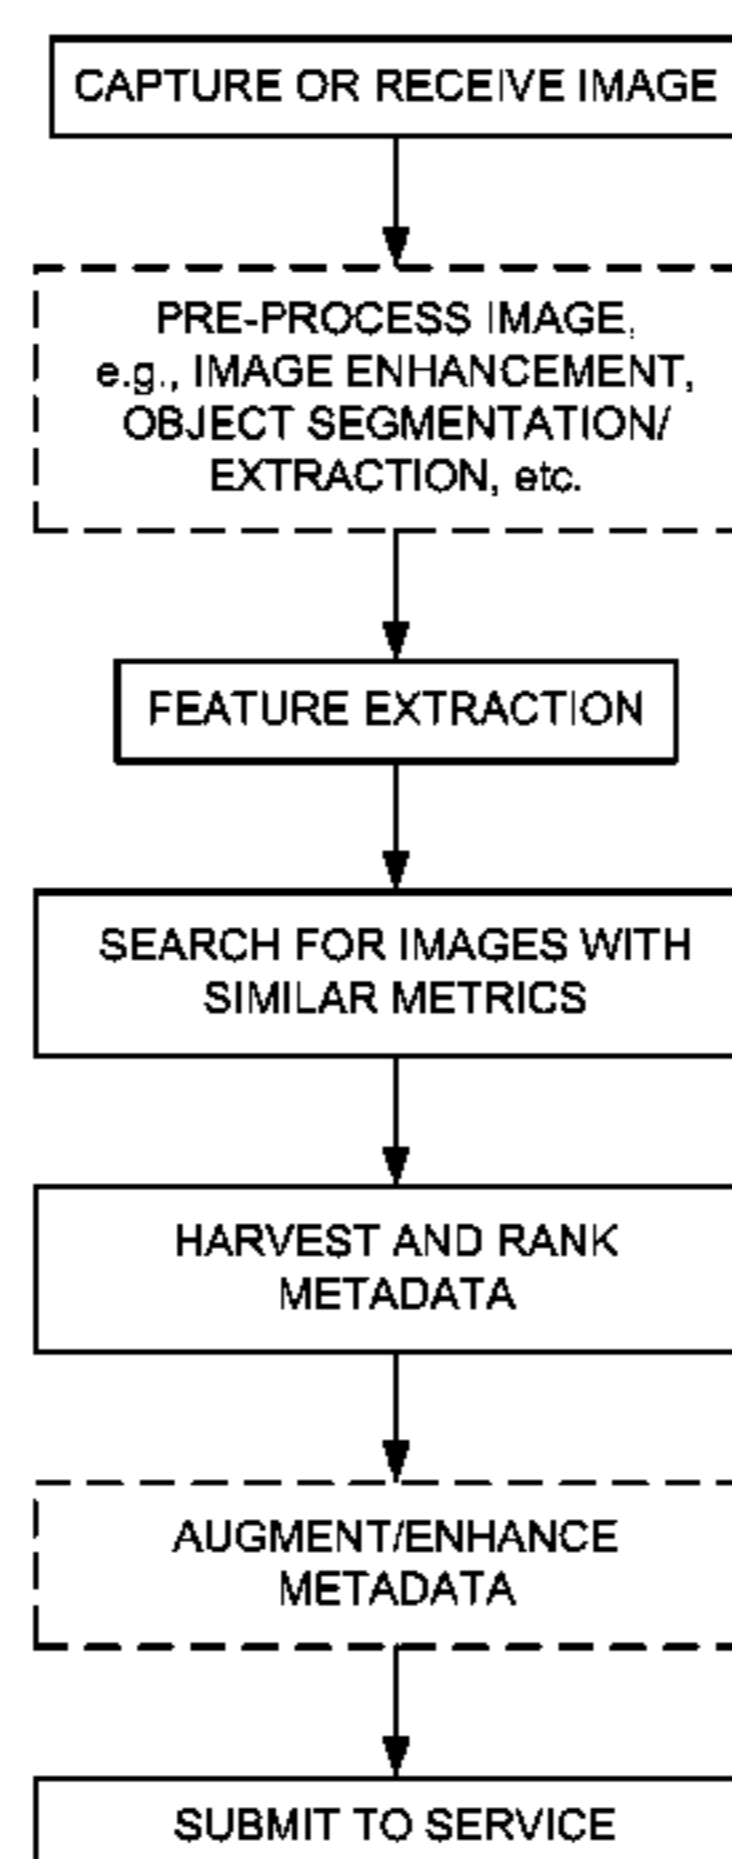 CAPTURE OR RECEIVE IMAGE
PRE-PROCESS IMAGE,
e.g., IMAGE ENHANCEMENT,
OBJECT SEGMENTATION/
EXTRACTION, etc.
FEATURE EXTRACTION
SEARCH FOR IMAGES WITH
SIMILAR METRICS
HARVEST AND RANK
METADATA
AUGMENT/ENHANCE
METADATA
SUBMIT TO SERVICE